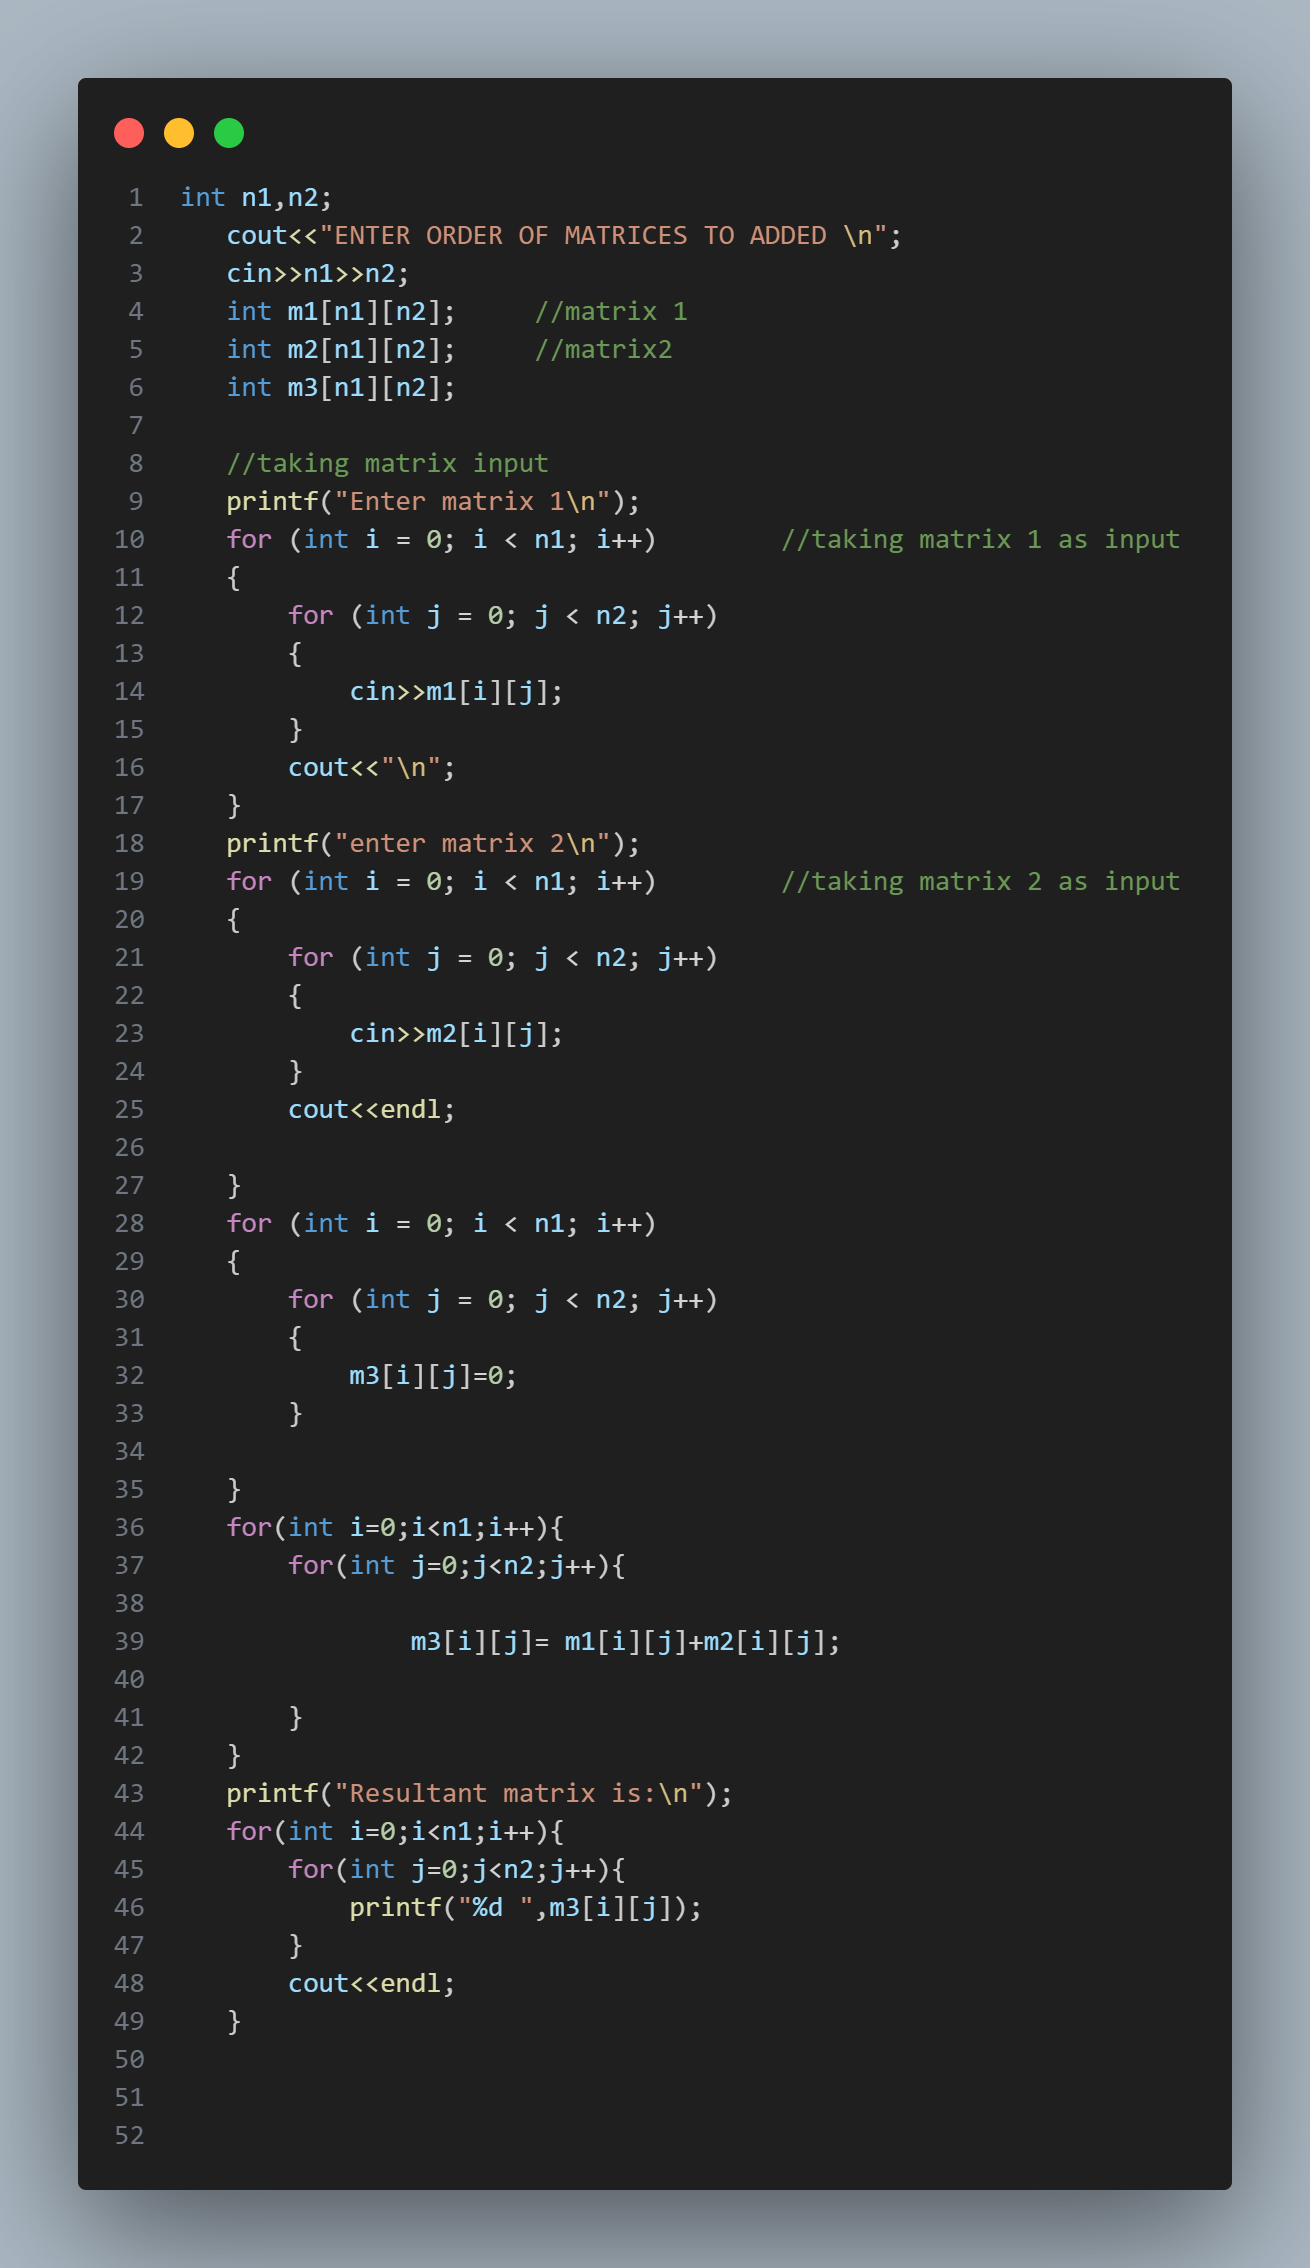 1 int n1,n2;
2 cout<<"ENTER ORDER OF MATRICES TO ADDED \n";
3 cin>>n1>>n2;
4 int m1[n1][n2]; //matrix 1
5 int m2[n1][n2]; //matrix2
6 int m3[n1][n2];
7
8 //taking matrix input
9 printf("Enter matrix 1\n");
10 for (int i = 0; i < n1; i++) //taking matrix 1 as input
11 {
12 for (int j = 0; j < n2; j++)
13 {
14 cin>>m1[i][j];
15 }
16 cout<<"\n";
17 }
18 printf("enter matrix 2\n");
19 for (int i = 0; i < n1; i++) //taking matrix 2 as input
20 {
21 for (int j = 0; j < n2; j++)
22 {
23 cin>>m2[i][j];
24 }
25 cout<<endl;
26
27 }
28 for (int i = 0; i < n1; i++)
29 {
30 for (int j = 0; j < n2; j++)
31 {
32 m3[i][j]=0;
33 }
34
35 }
36 for(int i=0;i<n1;i++){
37 for(int j=0;j<n2;j++){
38
39 m3[i][j]= m1[i][j]+m2[i][j];
40
41 }
42 }
43 printf("Resultant matrix is:\n");
44 for(int i=0;i<n1;i++){
45 for(int j=0;j<n2;j++){
46 printf("%d ",m3[i][j]);
47 }
48 cout<<endl;
49 }
50
51
52